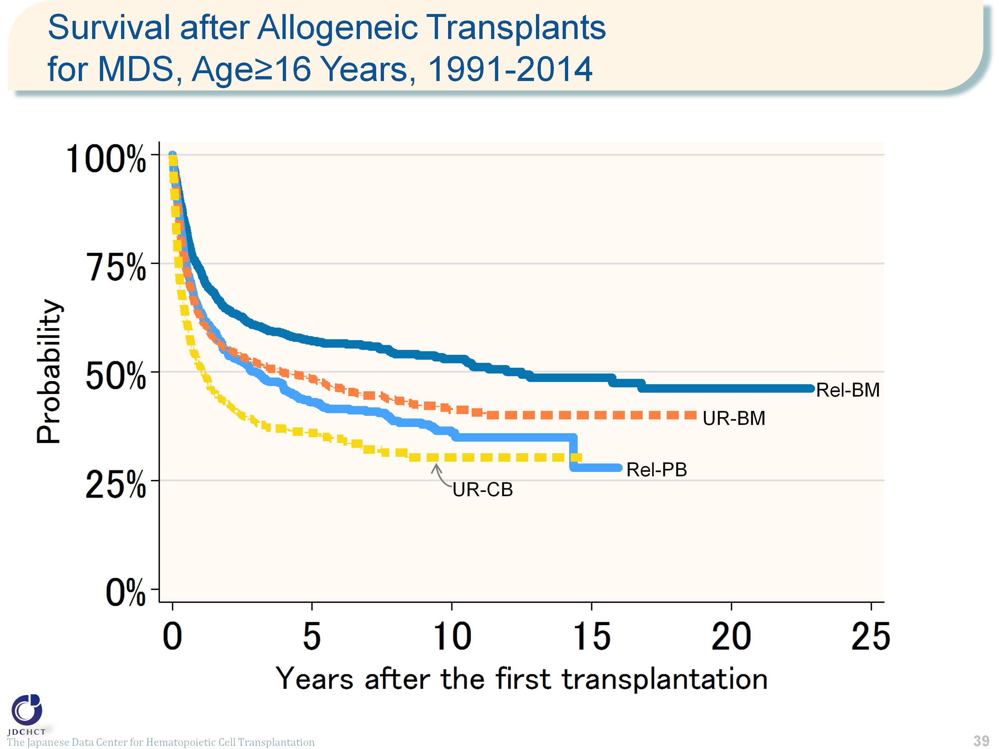 Survival after Allogeneic Transplants
for MDS, Age≥16 Years, 1991-2014
100%
75%
50%
25%
0%
Probability
Rel-BM
UR-BM
Rel-PB
UR-CB
0 5 10 15 20 25
Years after the first transplantation
JDCHCT
The Japanese Data Center for Hematopoietic Cell Transplantation
39